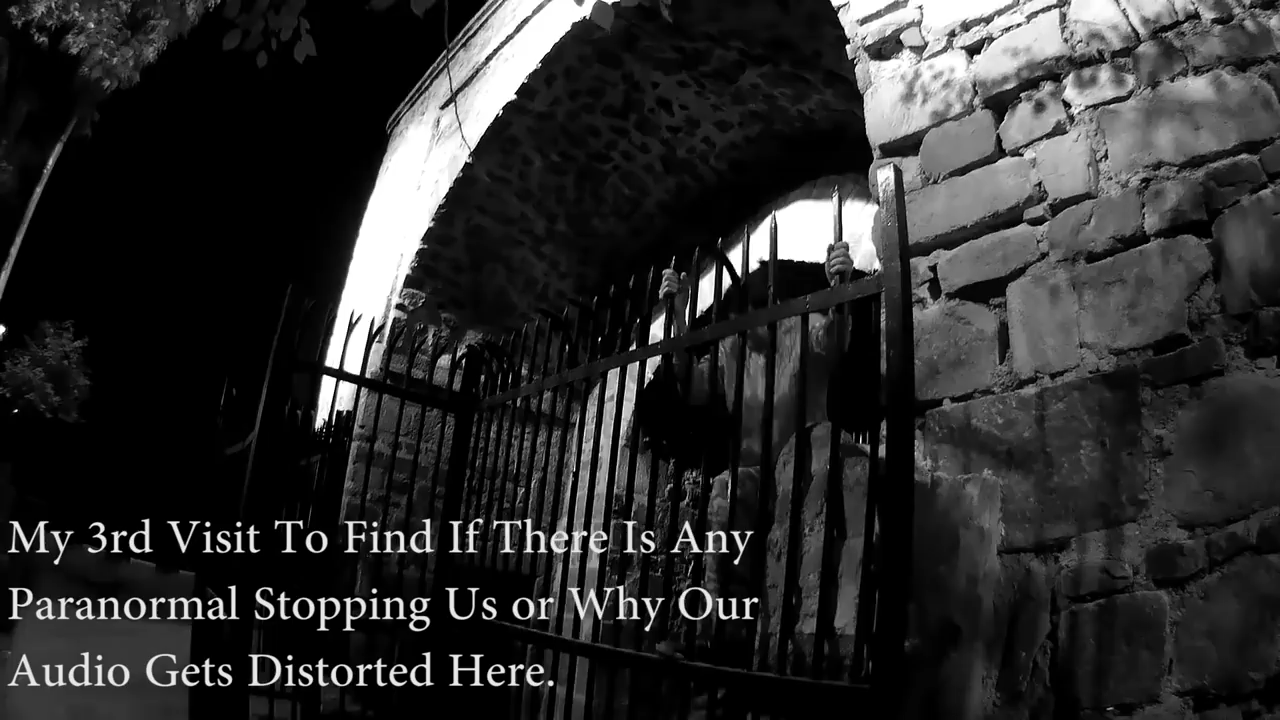 My 3rd Visit To Find If There Is Any
Paranormal Stopping Us or Why Our
Audio Gets Distorted Here.